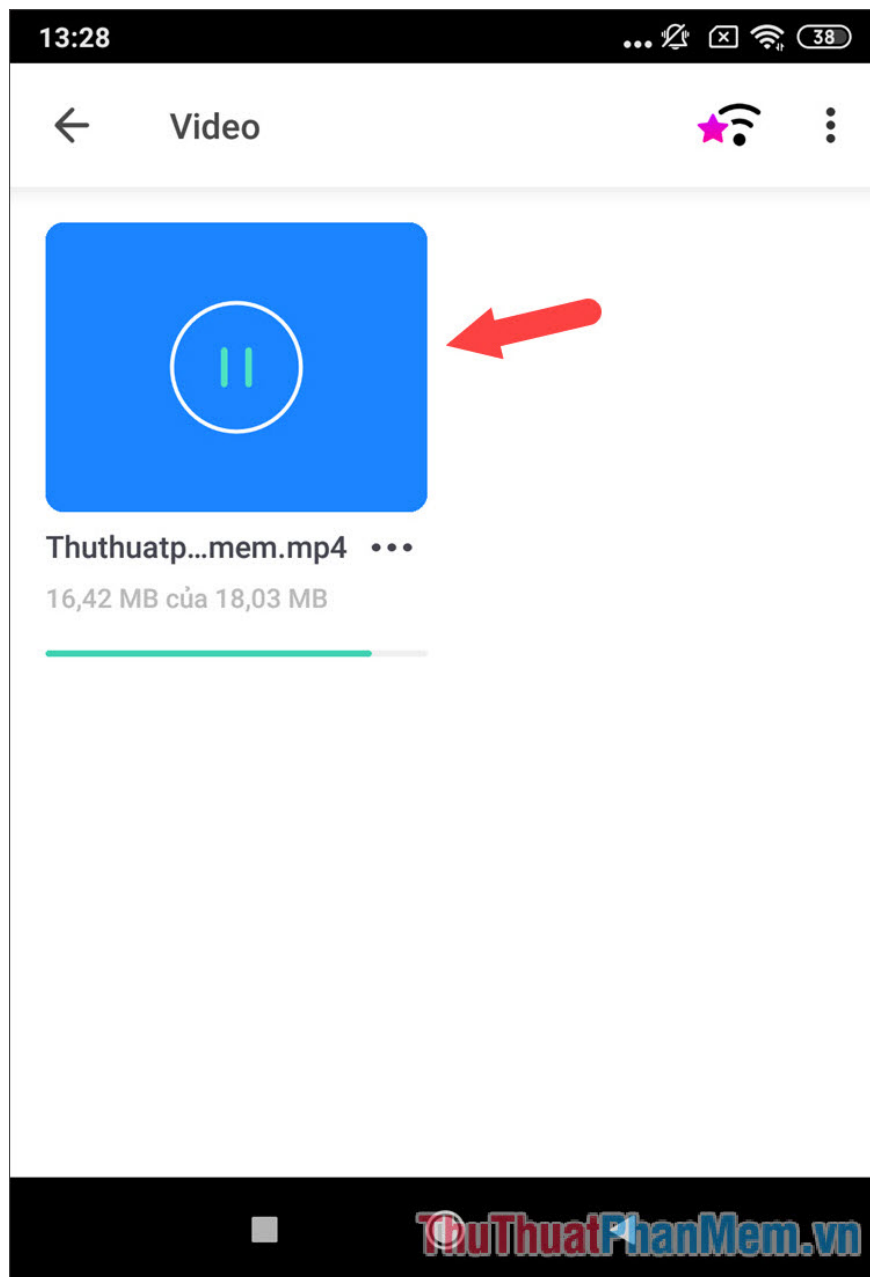 13:28
38
Video
Thuthuatp...mem.mp4
16,42 MB của 18,03 MB
ThuThuatPhanMem.vn